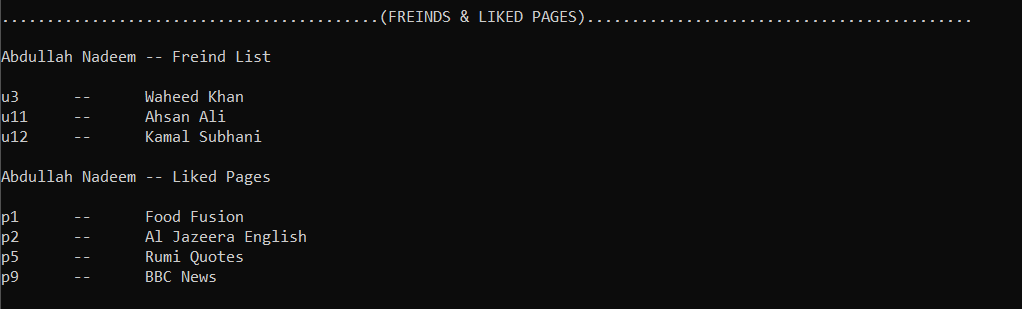 ..........................................(FREINDS & LIKED PAGES)...........................................
Abdullah Nadeem -- Freind List
u3 -- Waheed Khan
u11 -- Ahsan Ali
u12 -- Kamal Subhani
Abdullah Nadeem -- Liked Pages
p1 -- Food Fusion
p2 -- Al Jazeera English
p5 -- Rumi Quotes
p9 -- BBC News